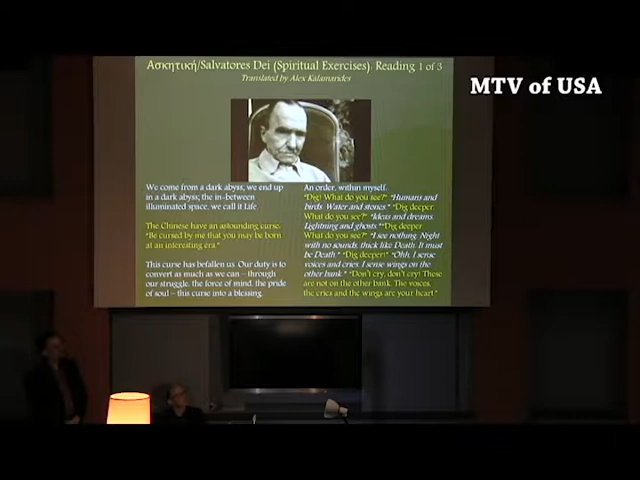 Ασκητική/Salvatores Dei (Spiritual Exercises). Reading 1 of 3
Translated by Alex Kalamarides
MTV of USA
We come from a dark abyss; we end up
in a dark abyss; the in-between
illuminated space, we call it Life.
The Chinese have an astounding curse.
"Be cursed by me that you may be born
at an interesting era."
This curse has befallen us. Our duty is to
convert as much as we can – through
our struggle, the force of mind, the pride
of soul – this curse into a blessing.
An order, within myself.
"Dig! What do you see?" "Humans and
birds. Water and stones." "Dig deeper.
What do you see?" "Ideas and dreams.
Lightning and ghosts." "Dig deeper.
What do you see?" "I see nothing. Night
with no sounds, thick like Death. It must
be Death." "Dig deeper!" "Ohh, I sense
voices and cries. I sense wings on the
other bank." "Don't cry, don't cry! These
are not on the other bank. The voices,
the cries and the wings are your heart."